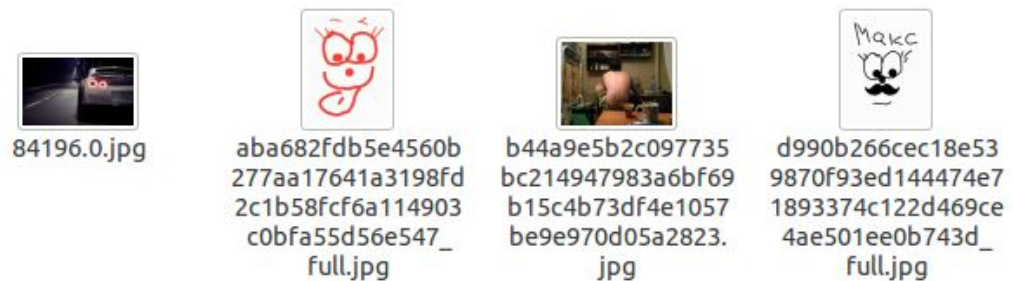 Макс
84196.0.jpg
aba682fdb5e4560b
277aa17641a3198fd
2c1b58fcf6a114903
c0bfa55d56e547_
full.jpg
b44a9e5b2c097735
bc214947983a6bf69
b15c4b73df4e1057
be9e970d05a2823.
jpg
d990b266cec18e53
9870f93ed144474e7
1893374c122d469ce
4ae501ee0b743d_
full.jpg